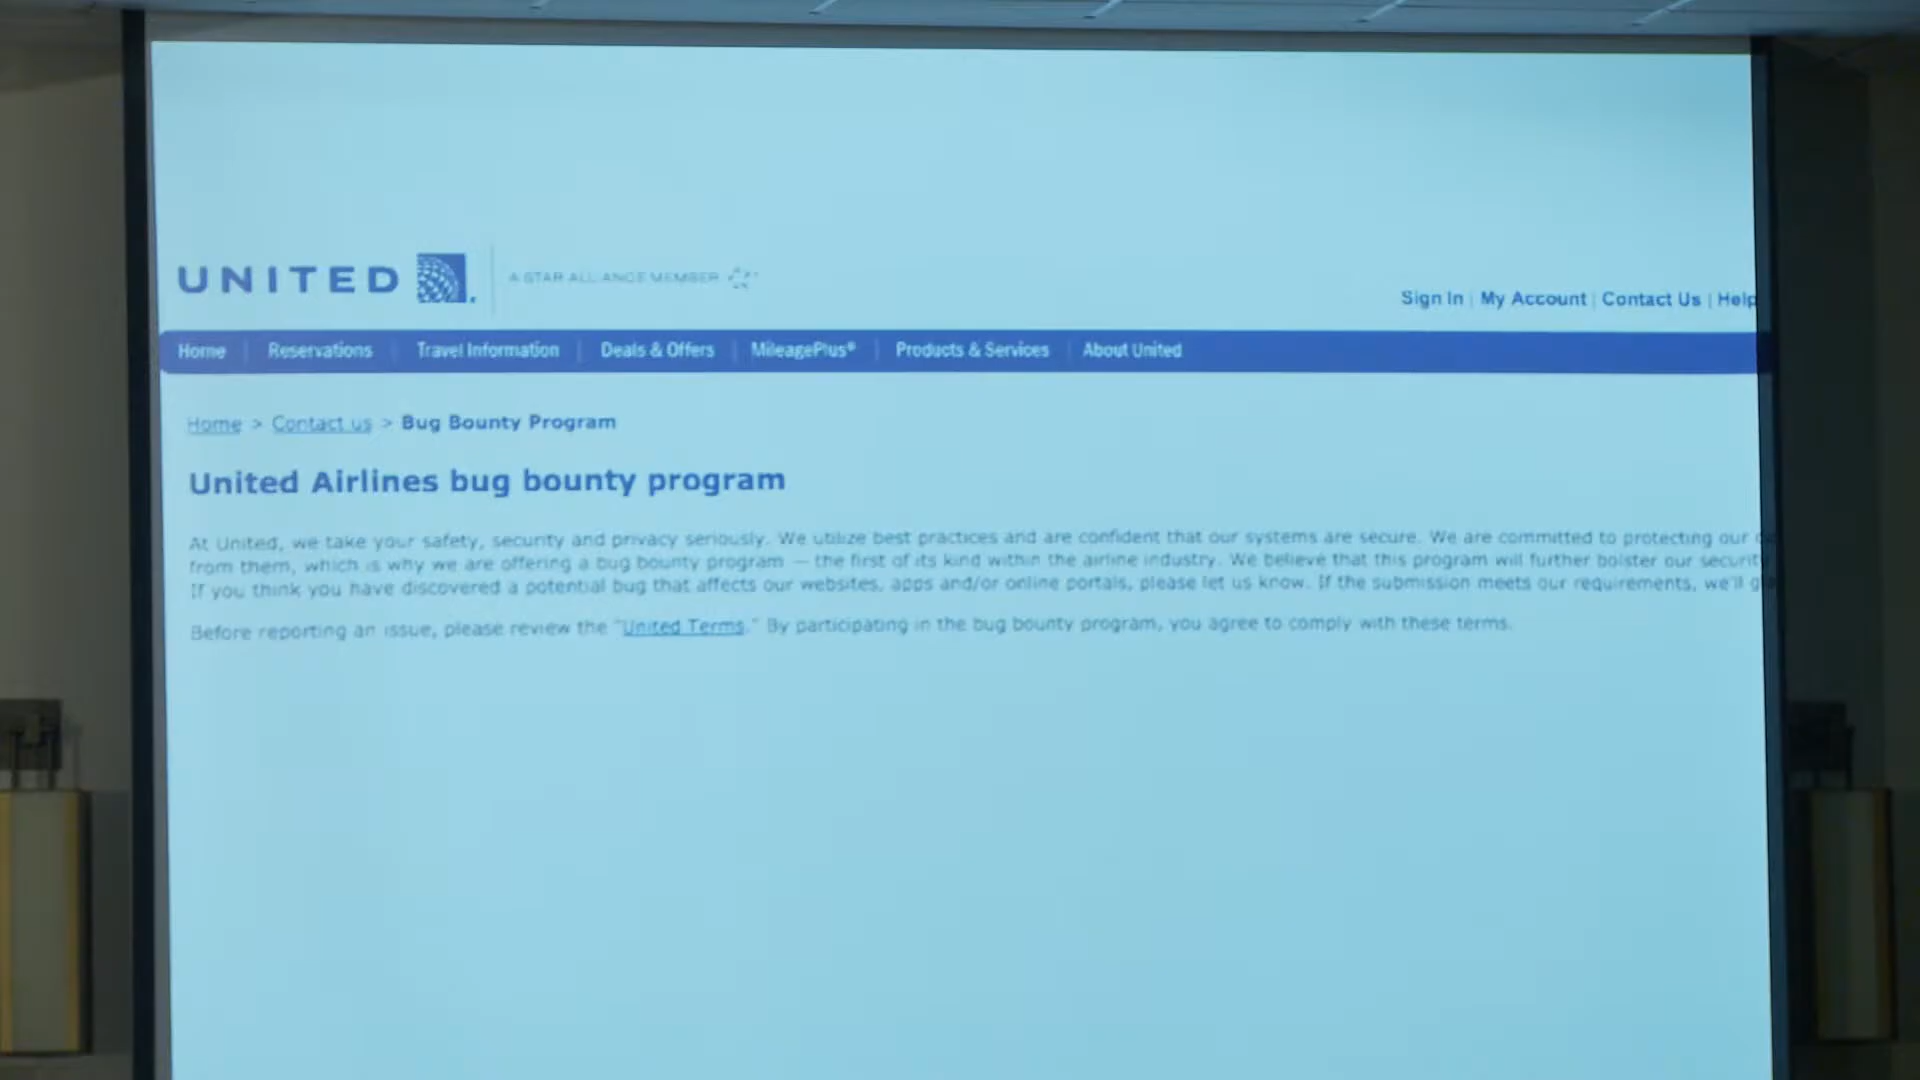 UNITED
A STAR ALLIANCE MEMBER
Sign In | My Account | Contact Us | Help
Home | Reservations | Travel Information | Deals & Offers | MileagePlus® | Products & Services | About United
Home > Contact us > Bug Bounty Program
United Airlines bug bounty program
At United, we take your safety, security and privacy seriously. We utilize best practices and are confident that our systems are secure. We are committed to protecting our
from them, which is why we are offering a bug bounty program — the first of its kind within the airline industry. We believe that this program will further bolster our security
If you think you have discovered a potential bug that affects our websites, apps and/or online portals, please let us know. If the submission meets our requirements, we'll
Before reporting an issue, please review the "United Terms." By participating in the bug bounty program, you agree to comply with these terms.